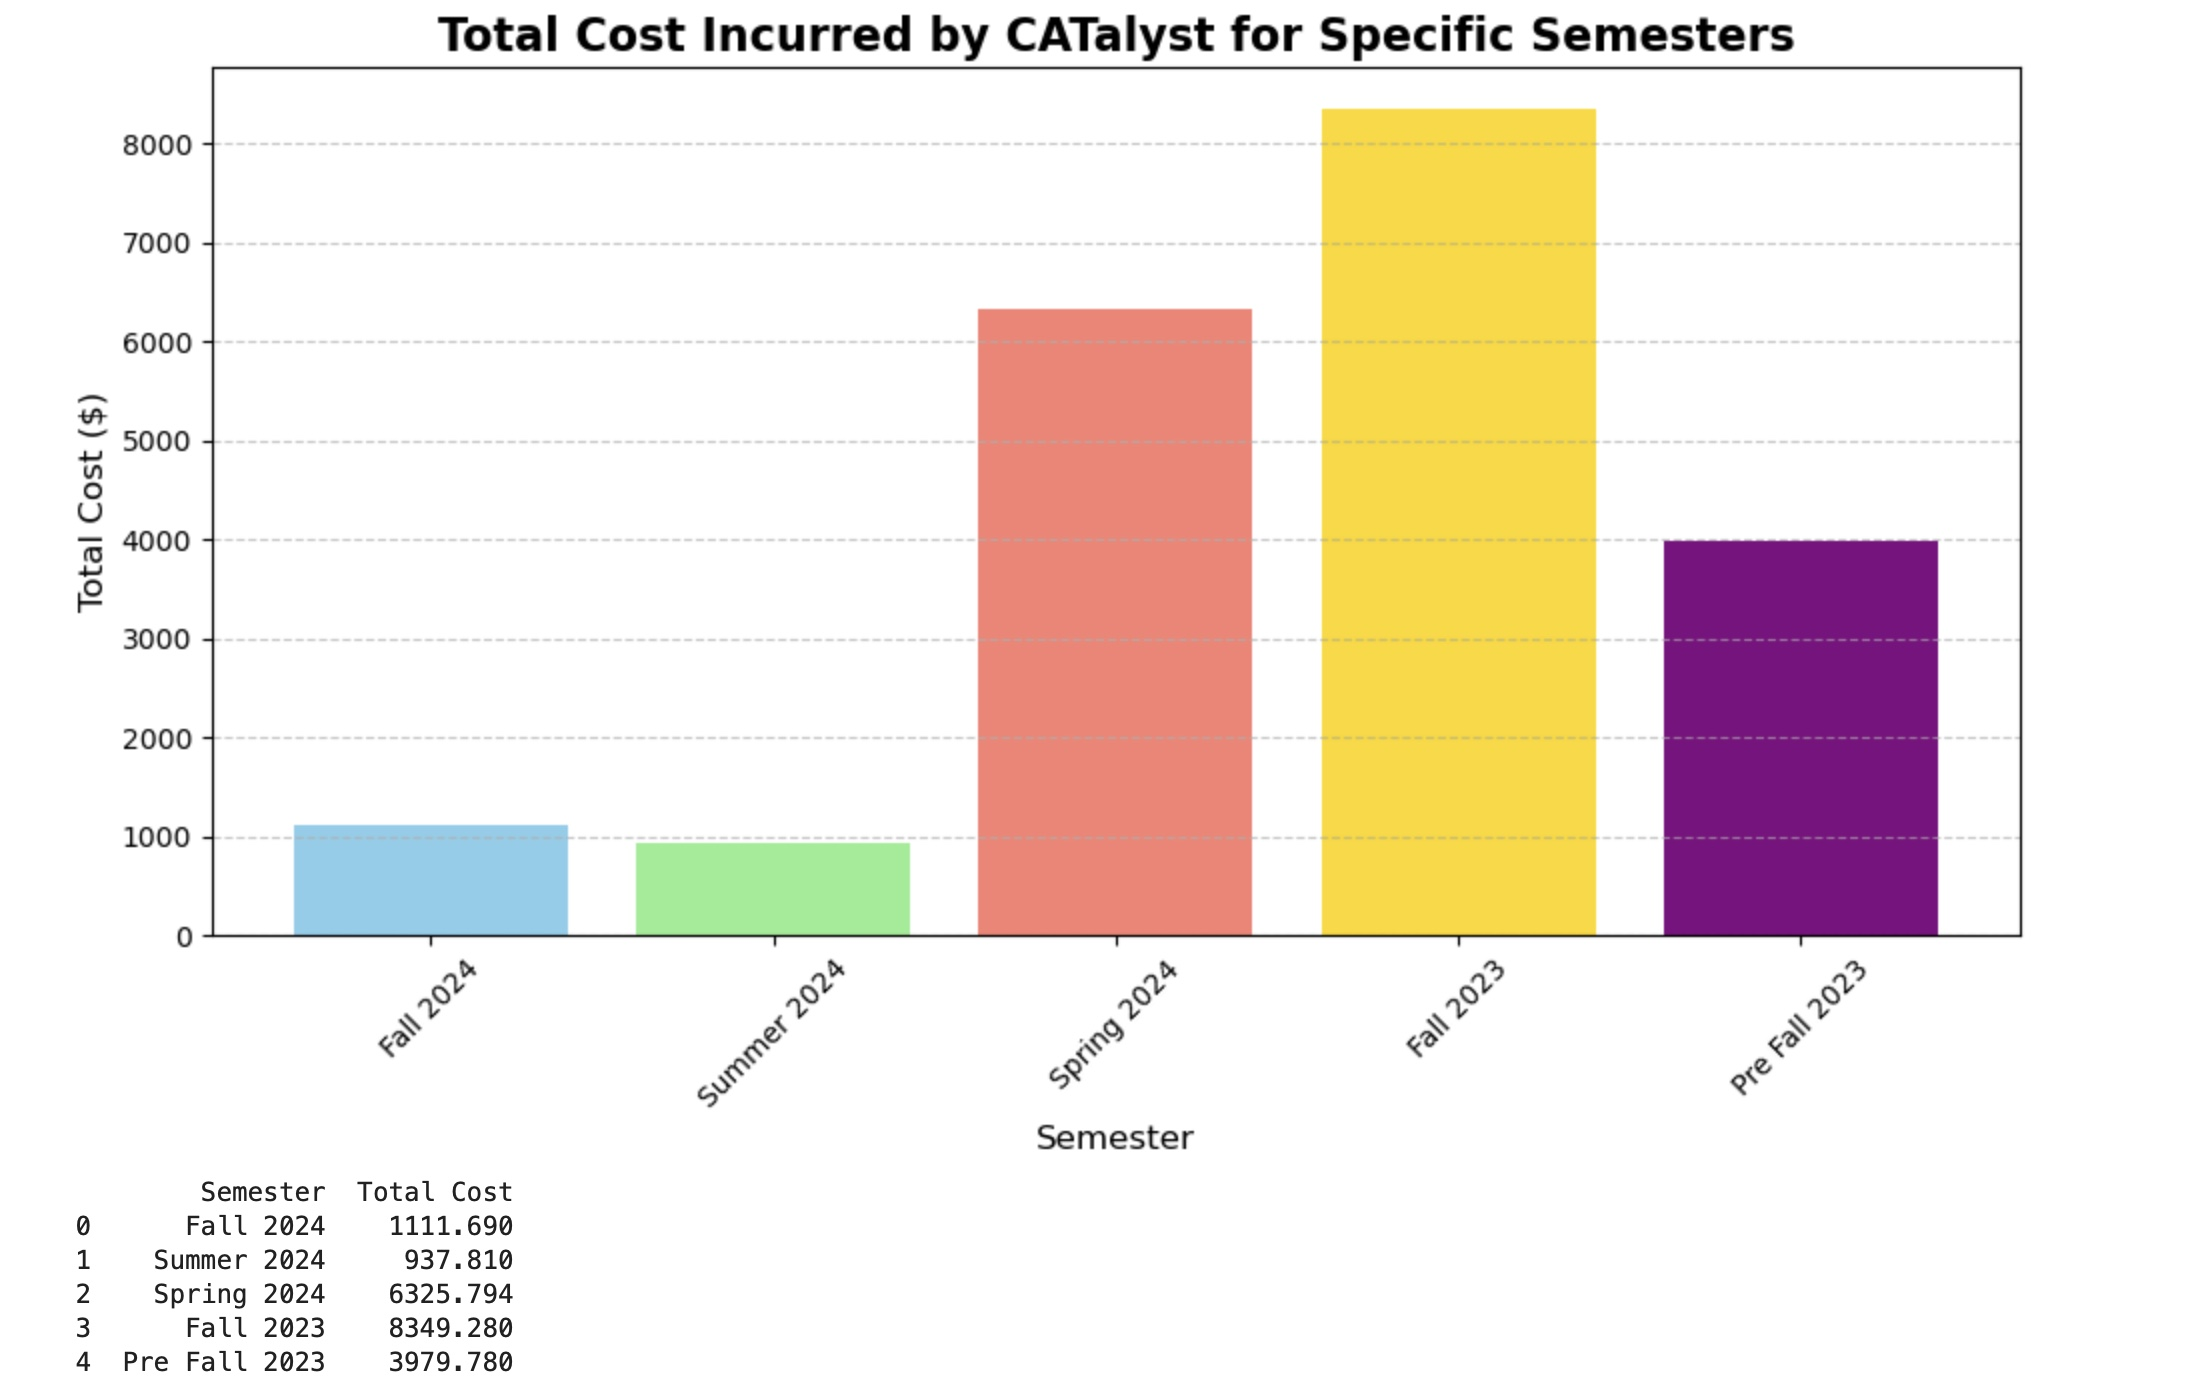 Total Cost Incurred by CATalyst for Specific Semesters
Total Cost ($)
8000
7000
6000
5000
4000
3000
2000
1000
0
Fall 2024
Summer 2024
Spring 2024
Fall 2023
Pre Fall 2023
Semester
Semester Total Cost
0 Fall 2024 1111.690
1 Summer 2024 937.810
2 Spring 2024 6325.794
3 Fall 2023 8349.280
4 Pre Fall 2023 3979.780